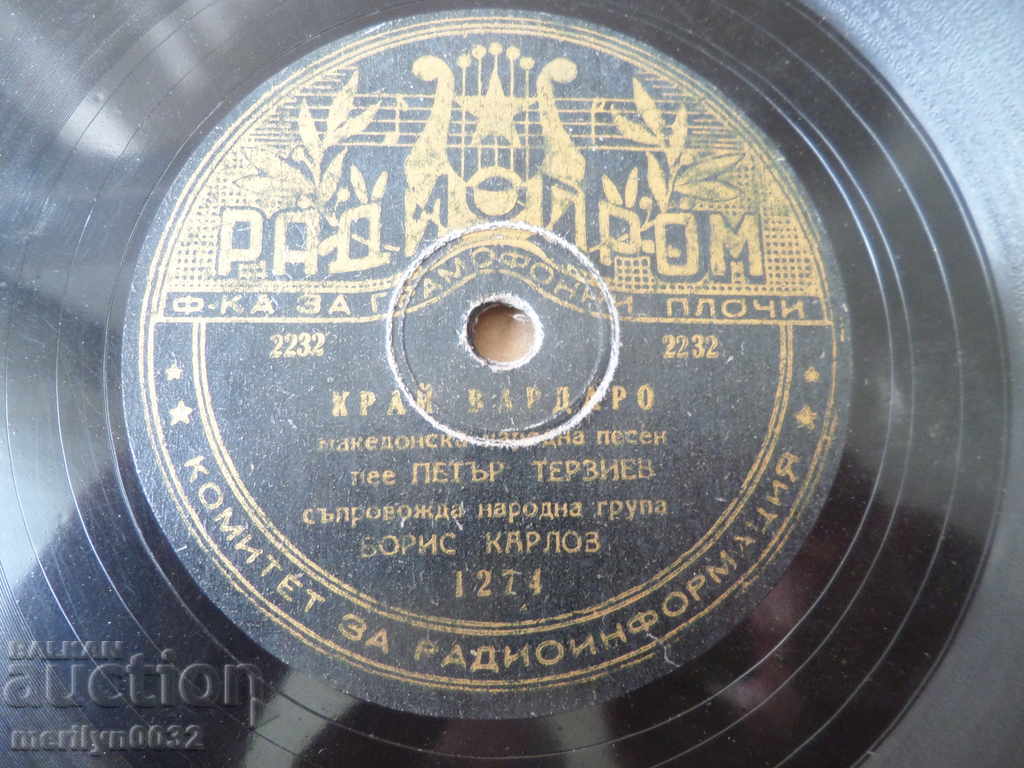 РАДИОПРОМ
Ф-КА ЗА ГРАМОФОННИ ПЛОЧИ
2232 2232
КРАЙ ВАРДАРО
македонска народна песен
пее ПЕТЪР ТЕРЗИЕВ
съпровожда народна група
БОРИС КАРЛОВ
1274
КОМИТЕТ ЗА РАДИОИНФОРМАЦИЯ
BALKAN
auction
merilyn0032